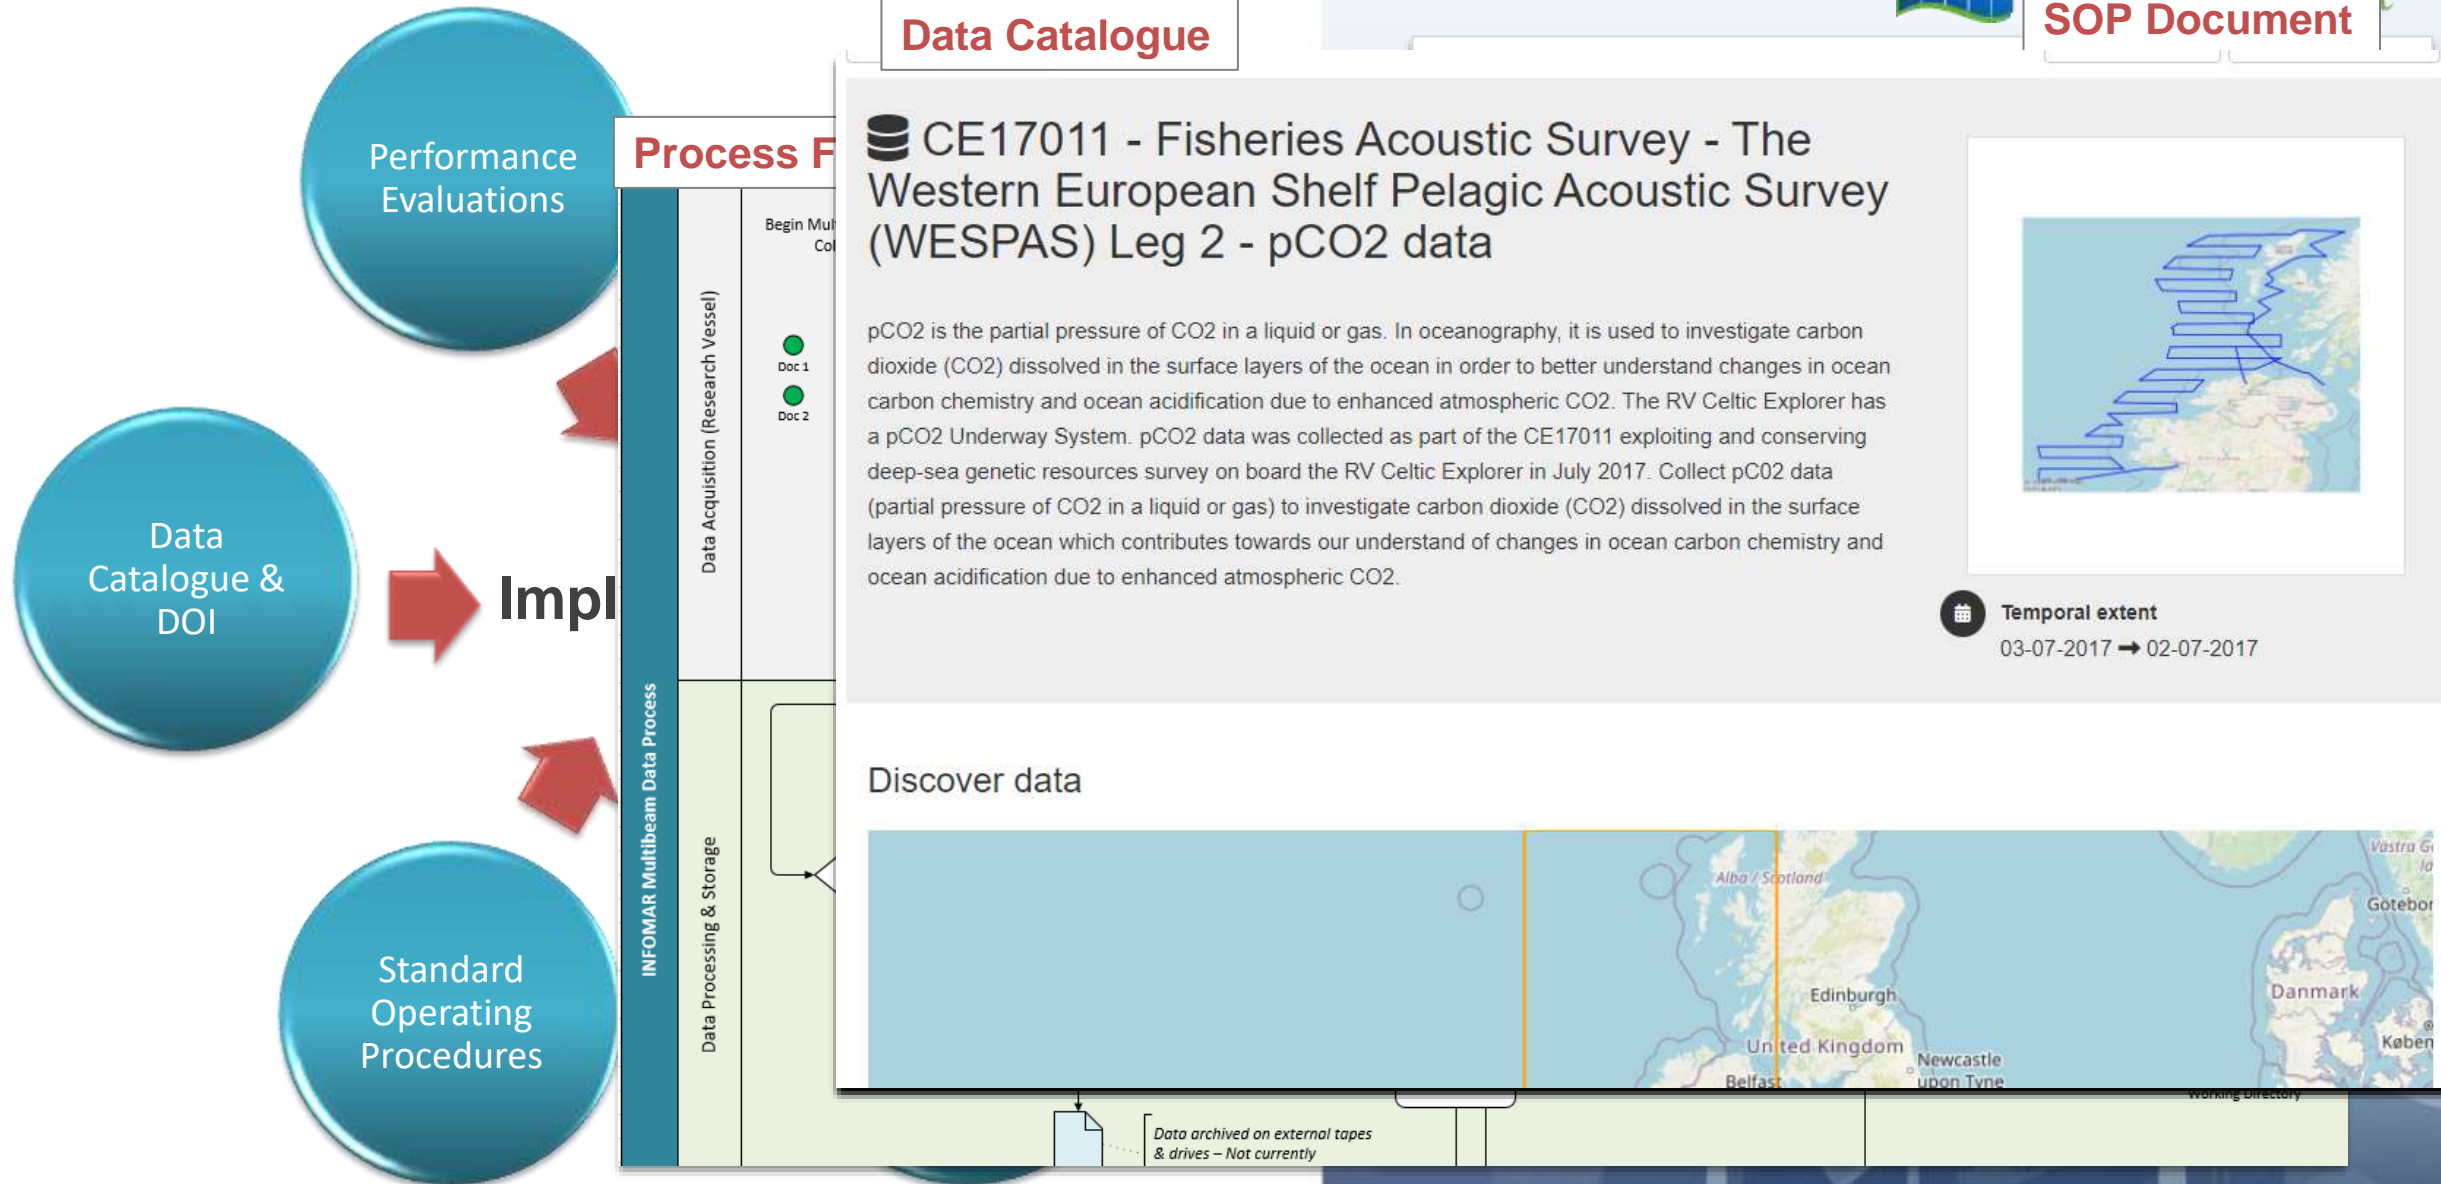 Data Catalogue
SOP Document
Performance
Evaluations
Process F
Data
Catalogue &
DOI
Impl
Standard
Operating
Procedures
INFOMAR Multibeam Data Process
Data Acquisition (Research Vessel)
Begin Mul
Col
Doc 1
Doc 2
Data Processing & Storage
CE17011 - Fisheries Acoustic Survey - The
Western European Shelf Pelagic Acoustic Survey
(WESPAS) Leg 2 - pCO2 data
pCO2 is the partial pressure of CO2 in a liquid or gas. In oceanography, it is used to investigate carbon
dioxide (CO2) dissolved in the surface layers of the ocean in order to better understand changes in ocean
carbon chemistry and ocean acidification due to enhanced atmospheric CO2. The RV Celtic Explorer has
a pCO2 Underway System. pCO2 data was collected as part of the CE17011 exploiting and conserving
deep-sea genetic resources survey on board the RV Celtic Explorer in July 2017. Collect pC02 data
(partial pressure of CO2 in a liquid or gas) to investigate carbon dioxide (CO2) dissolved in the surface
layers of the ocean which contributes towards our understand of changes in ocean carbon chemistry and
ocean acidification due to enhanced atmospheric CO2.
Temporal extent
03-07-2017 → 02-07-2017
Discover data
Alba / Scotland
Edinburgh
United Kingdom
Newcastle
upon Tyne
Belfast
Västra G
Götebor
Danmark
Køben
Working Directory
Data archived on external tapes
& drives – Not currently